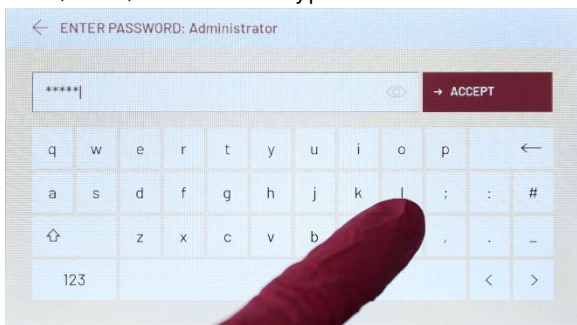 ← ENTER PASSWORD: Administrator
*****| → ACCEPT
q w e r t y u i o p ←
a s d f g h j k l ; : #
z x c v b , . _
123 < >